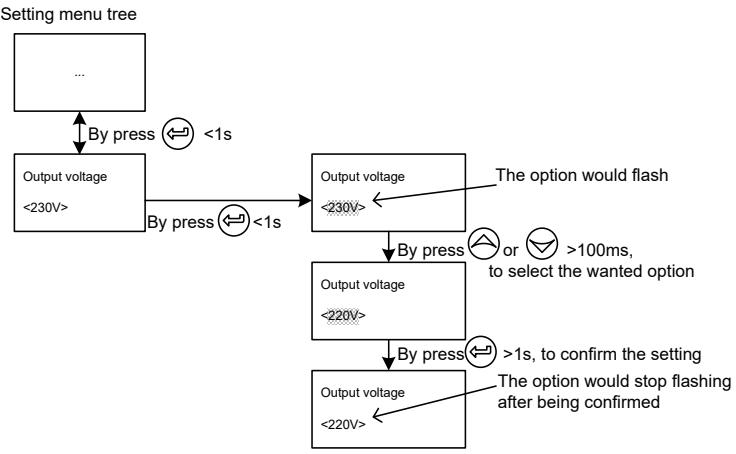 Setting menu tree
...
By press <1s
Output voltage
<230V>
By press <1s
Output voltage
<230V>
The option would flash
By press or >100ms,
to select the wanted option
Output voltage
<220V>
By press >1s, to confirm the setting
Output voltage
<220V>
The option would stop flashing
after being confirmed